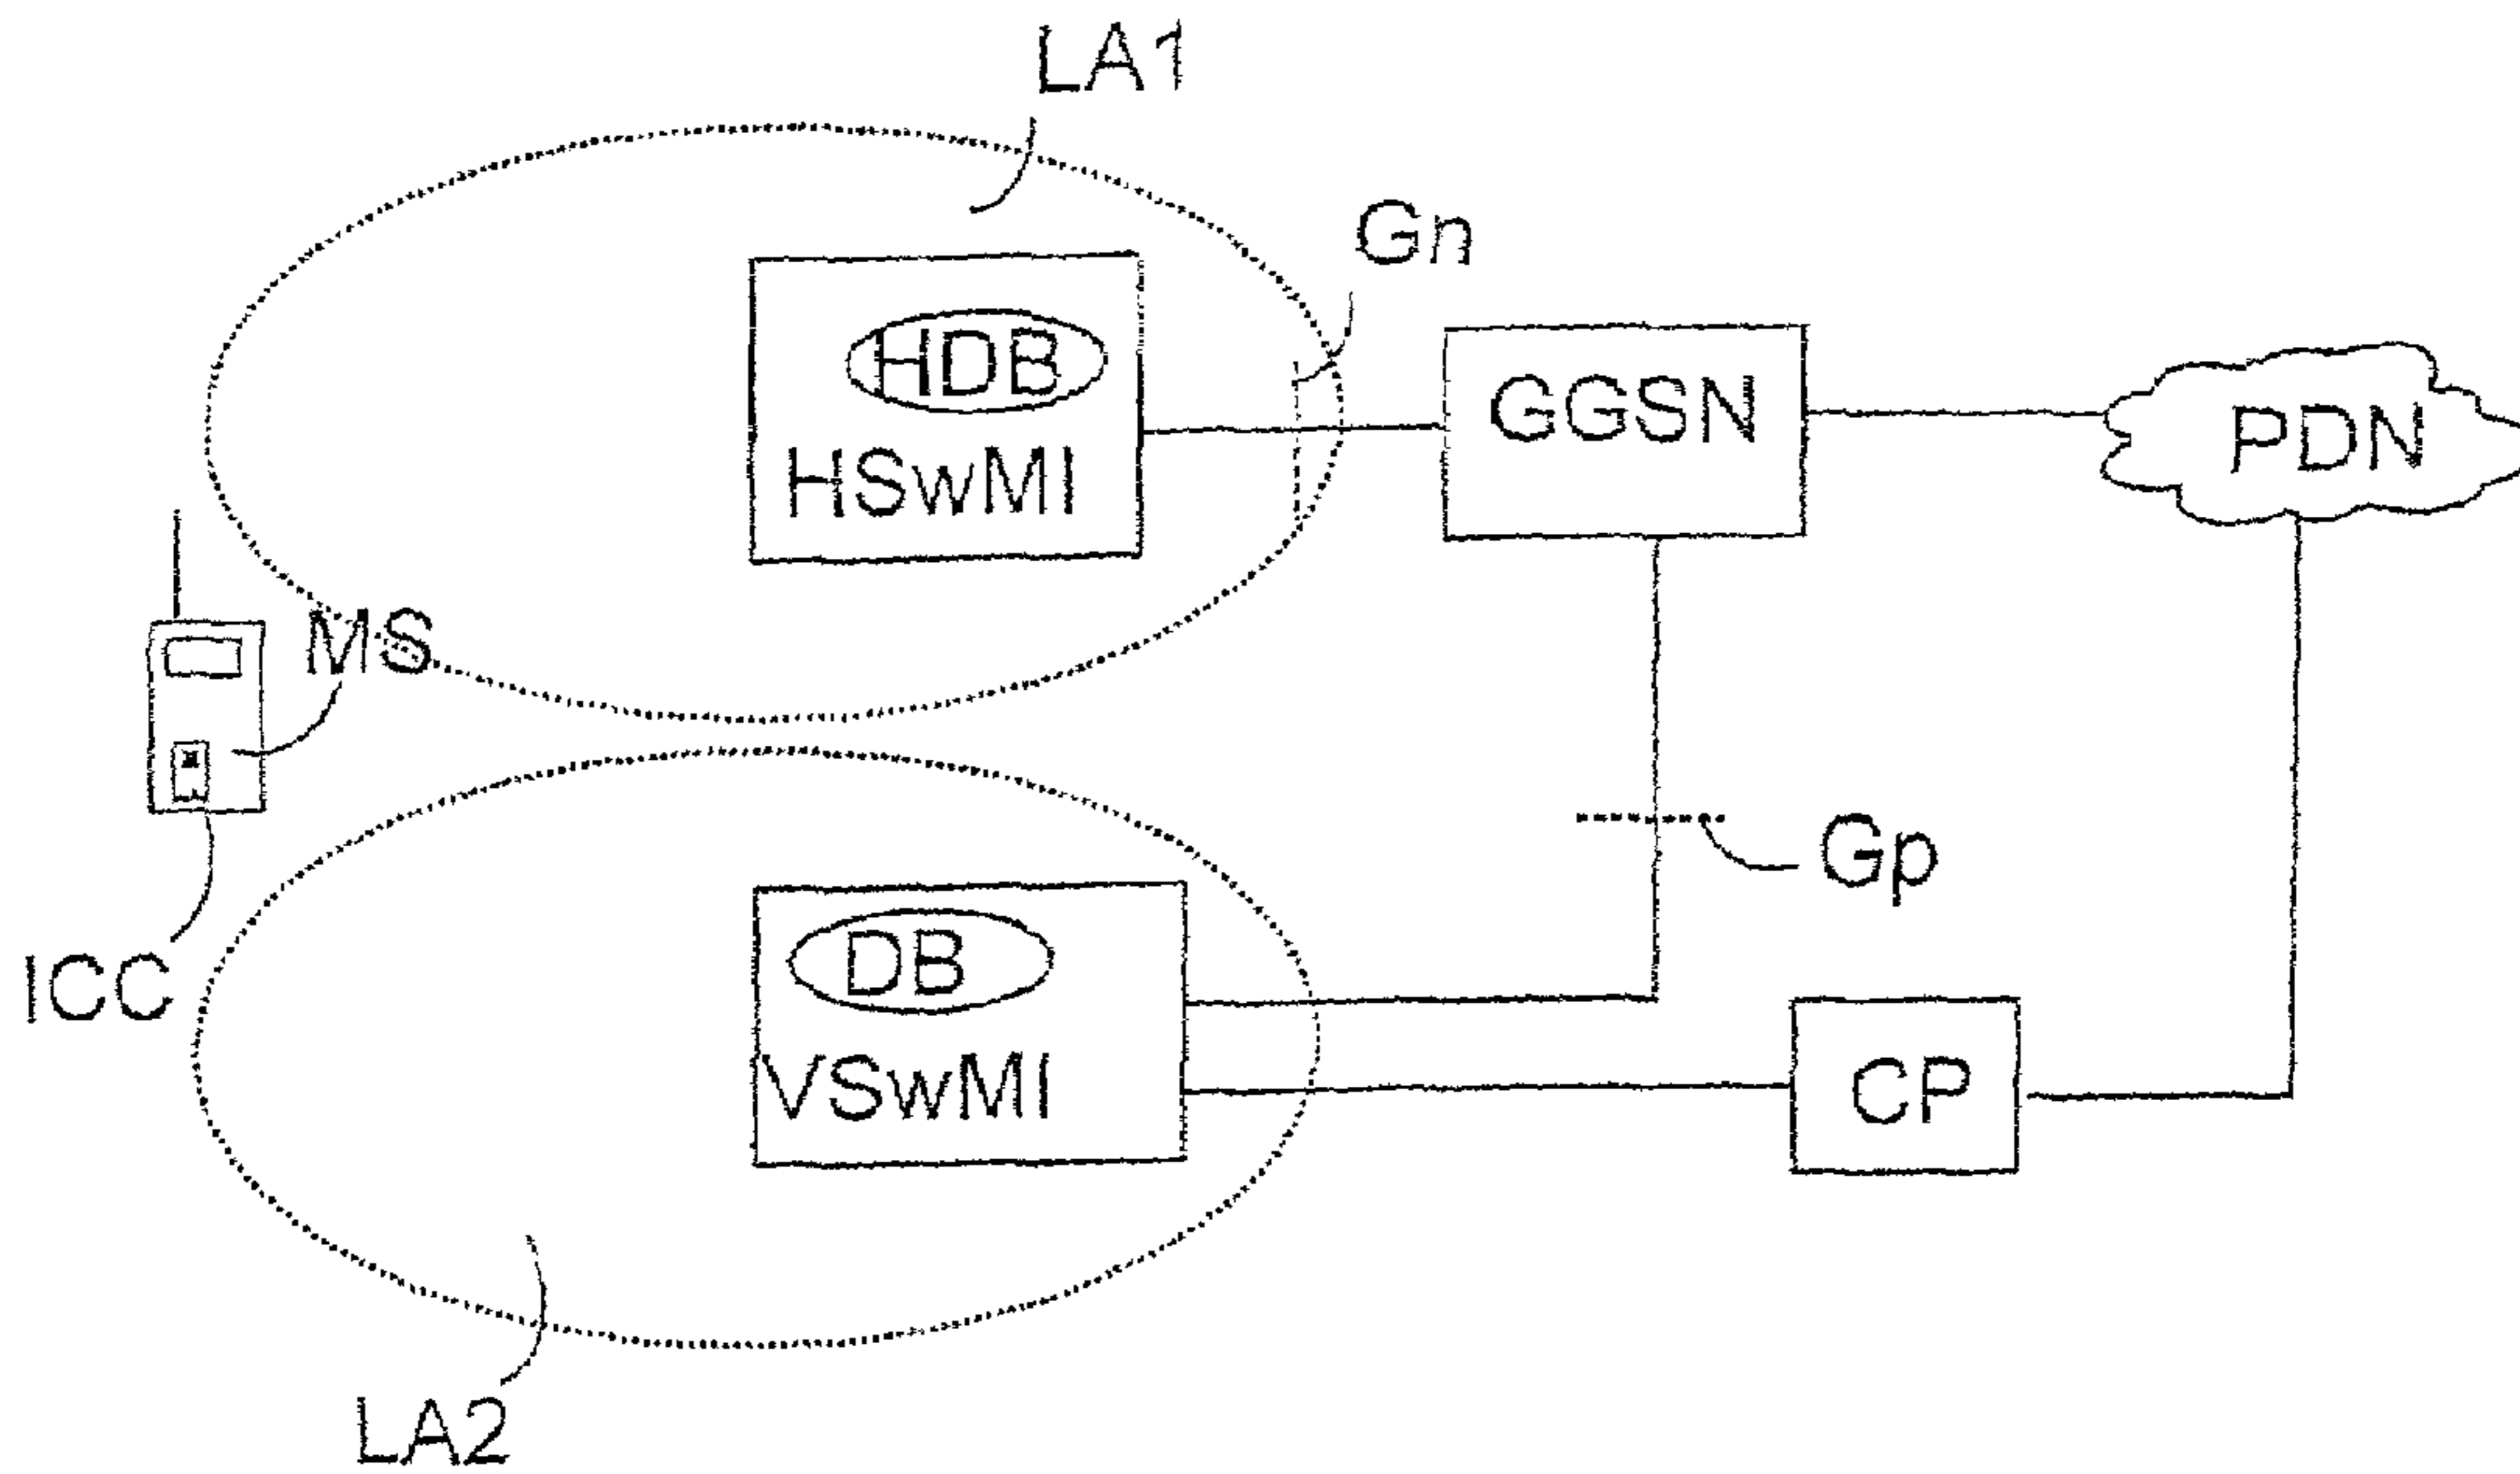 LA1
Gn
HDB
HSwMI
GGSN
PDN
MS
Gp
DB
VSwMI
ICC
CP
LA2